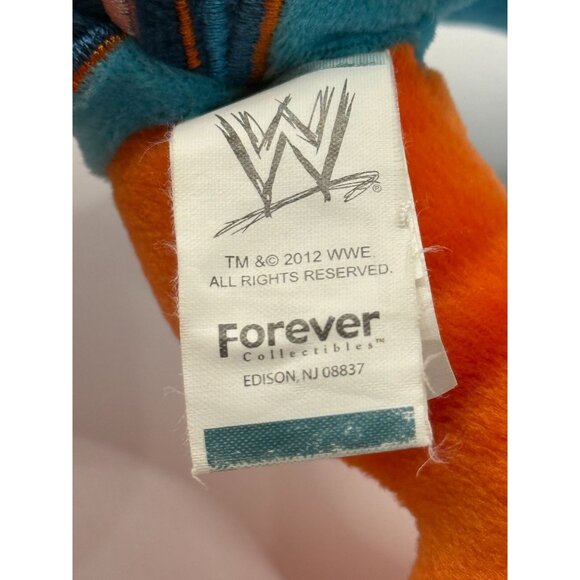 W
®
TM &© 2012 WWE
ALL RIGHTS RESERVED.
Forever
Collectibles™
EDISON, NJ 08837